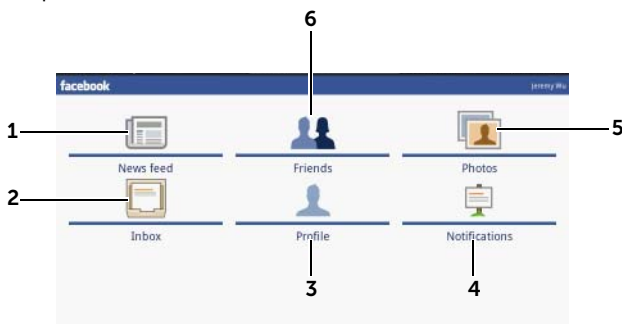 6
facebook Jeremy Wu
1 5
News feed Friends Photos
2
Inbox Profile Notifications
3 4